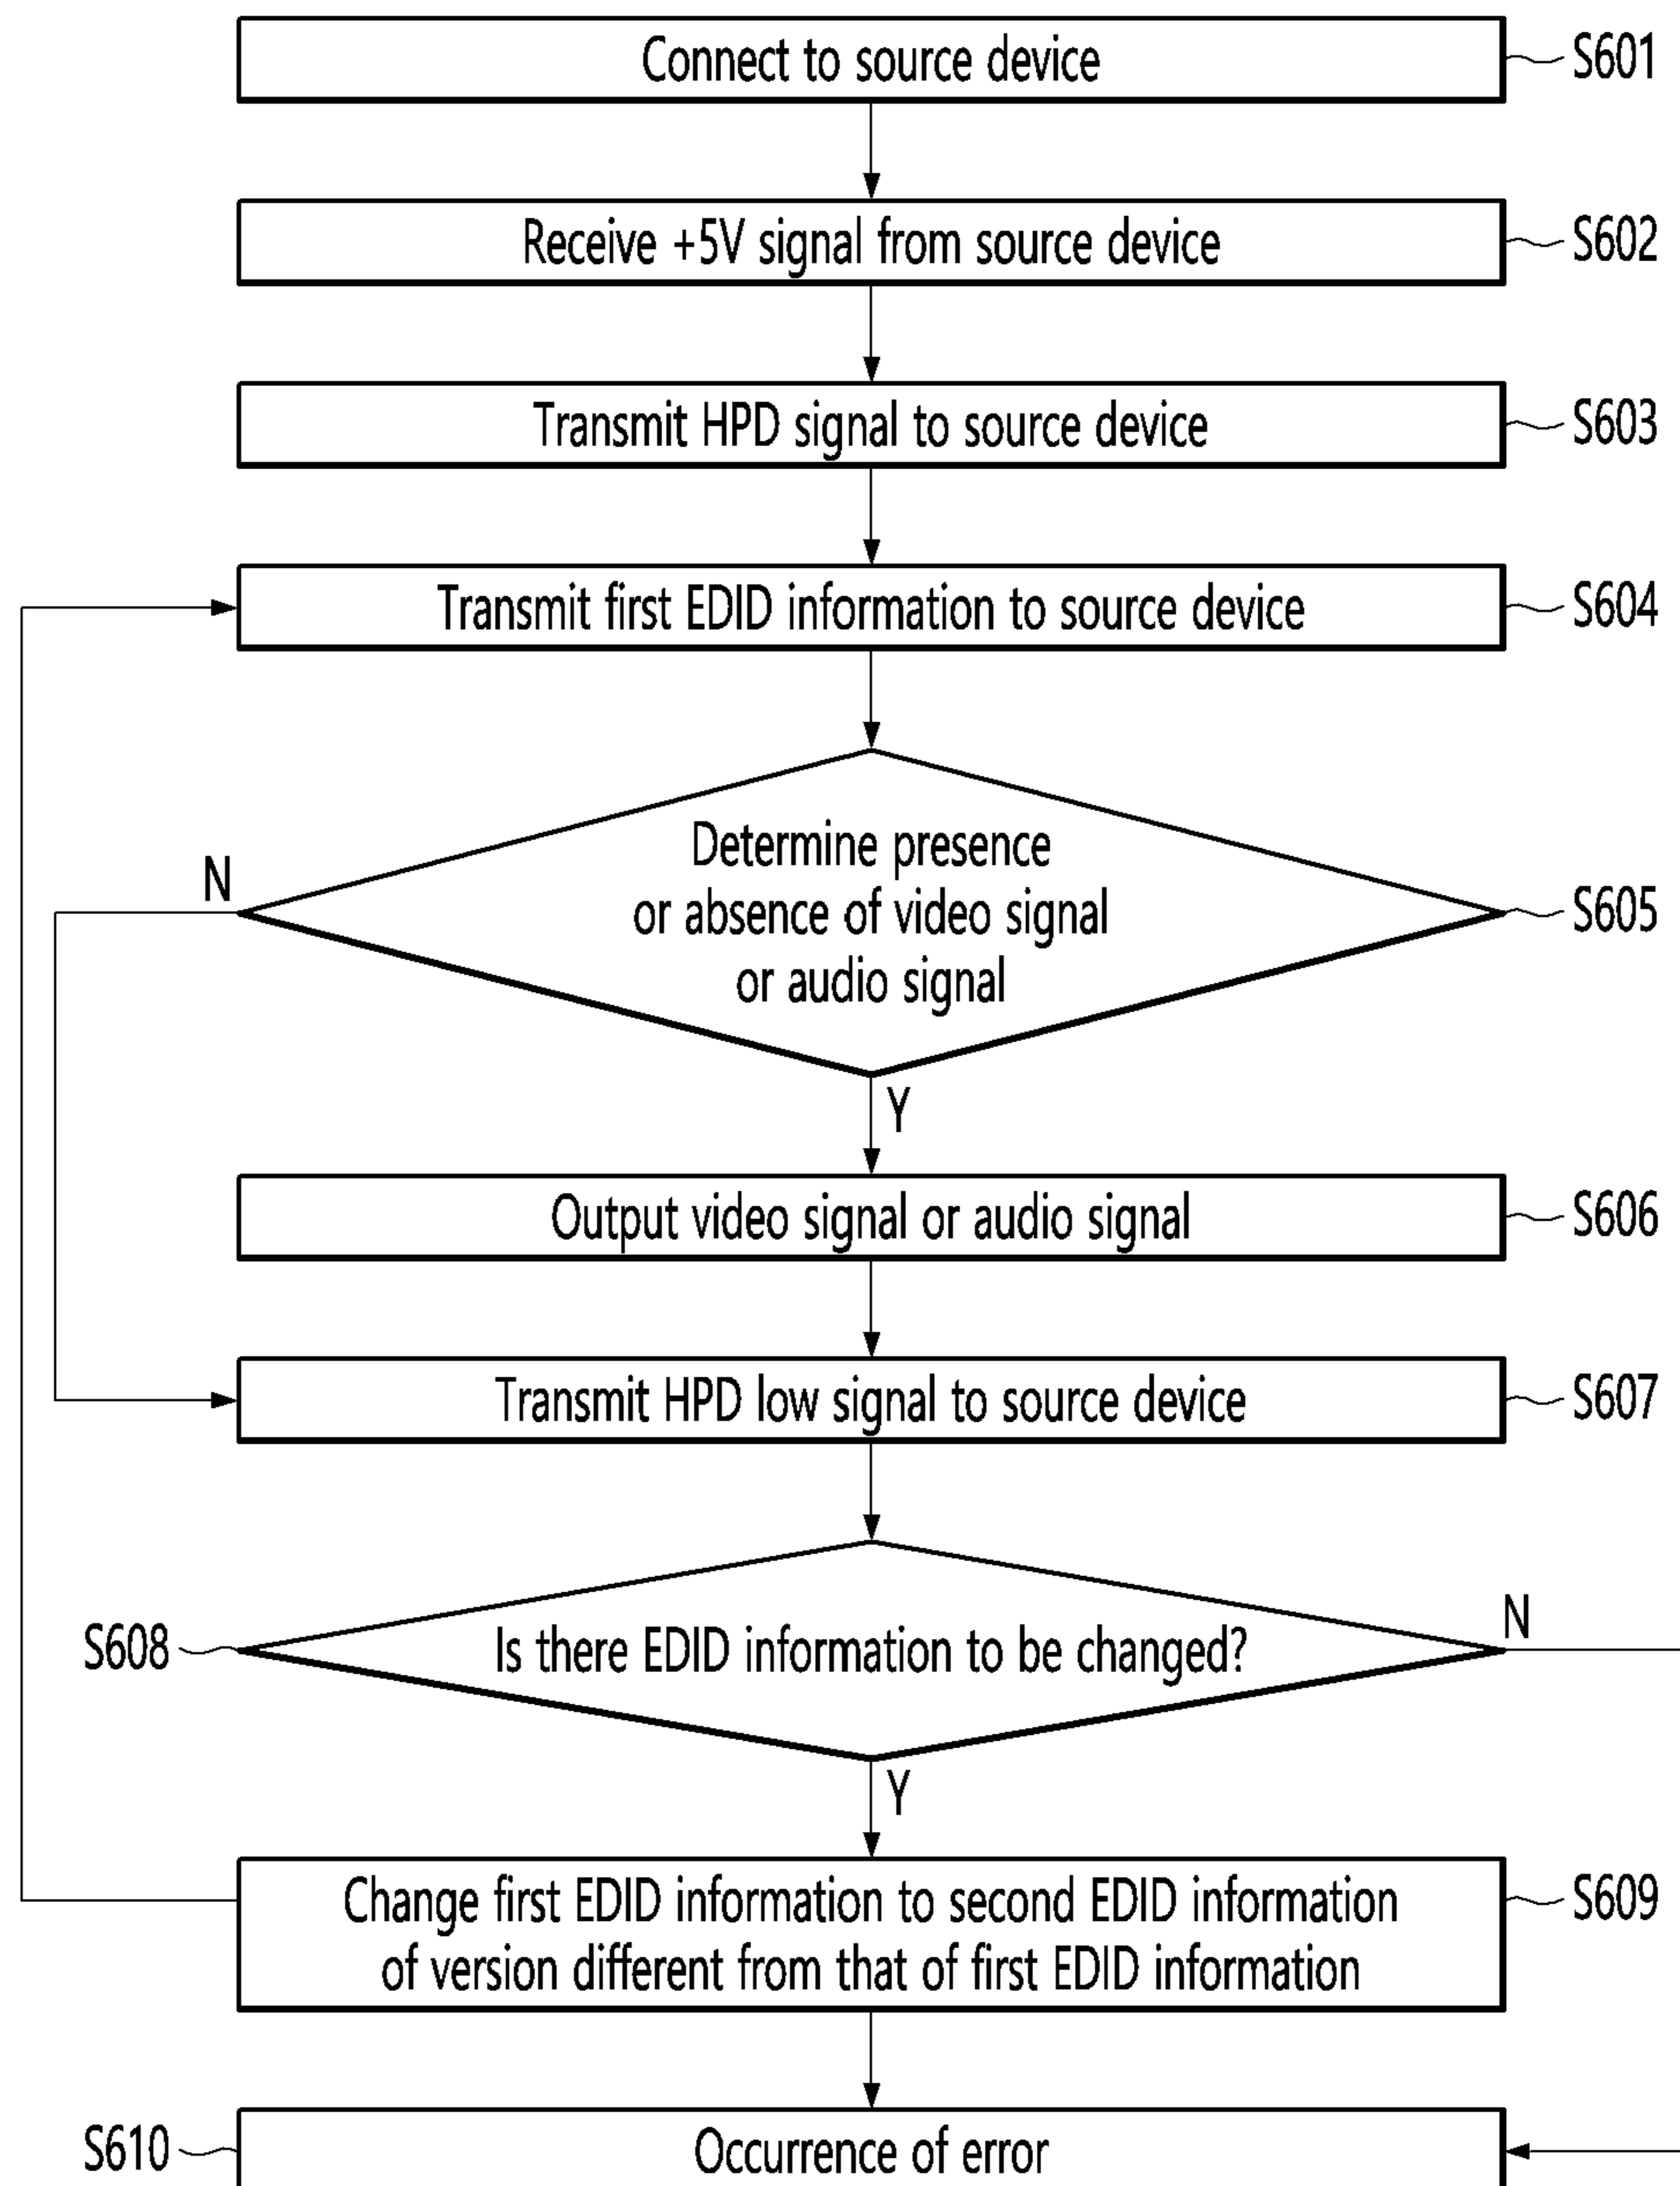 Connect to source device
S601
Receive +5V signal from source device
S602
Transmit HPD signal to source device
S603
Transmit first EDID information to source device
S604
Determine presence
or absence of video signal
or audio signal
S605
N
Y
Output video signal or audio signal
S606
Transmit HPD low signal to source device
S607
S608
Is there EDID information to be changed?
N
Y
Change first EDID information to second EDID information
of version different from that of first EDID information
S609
S610
Occurrence of error